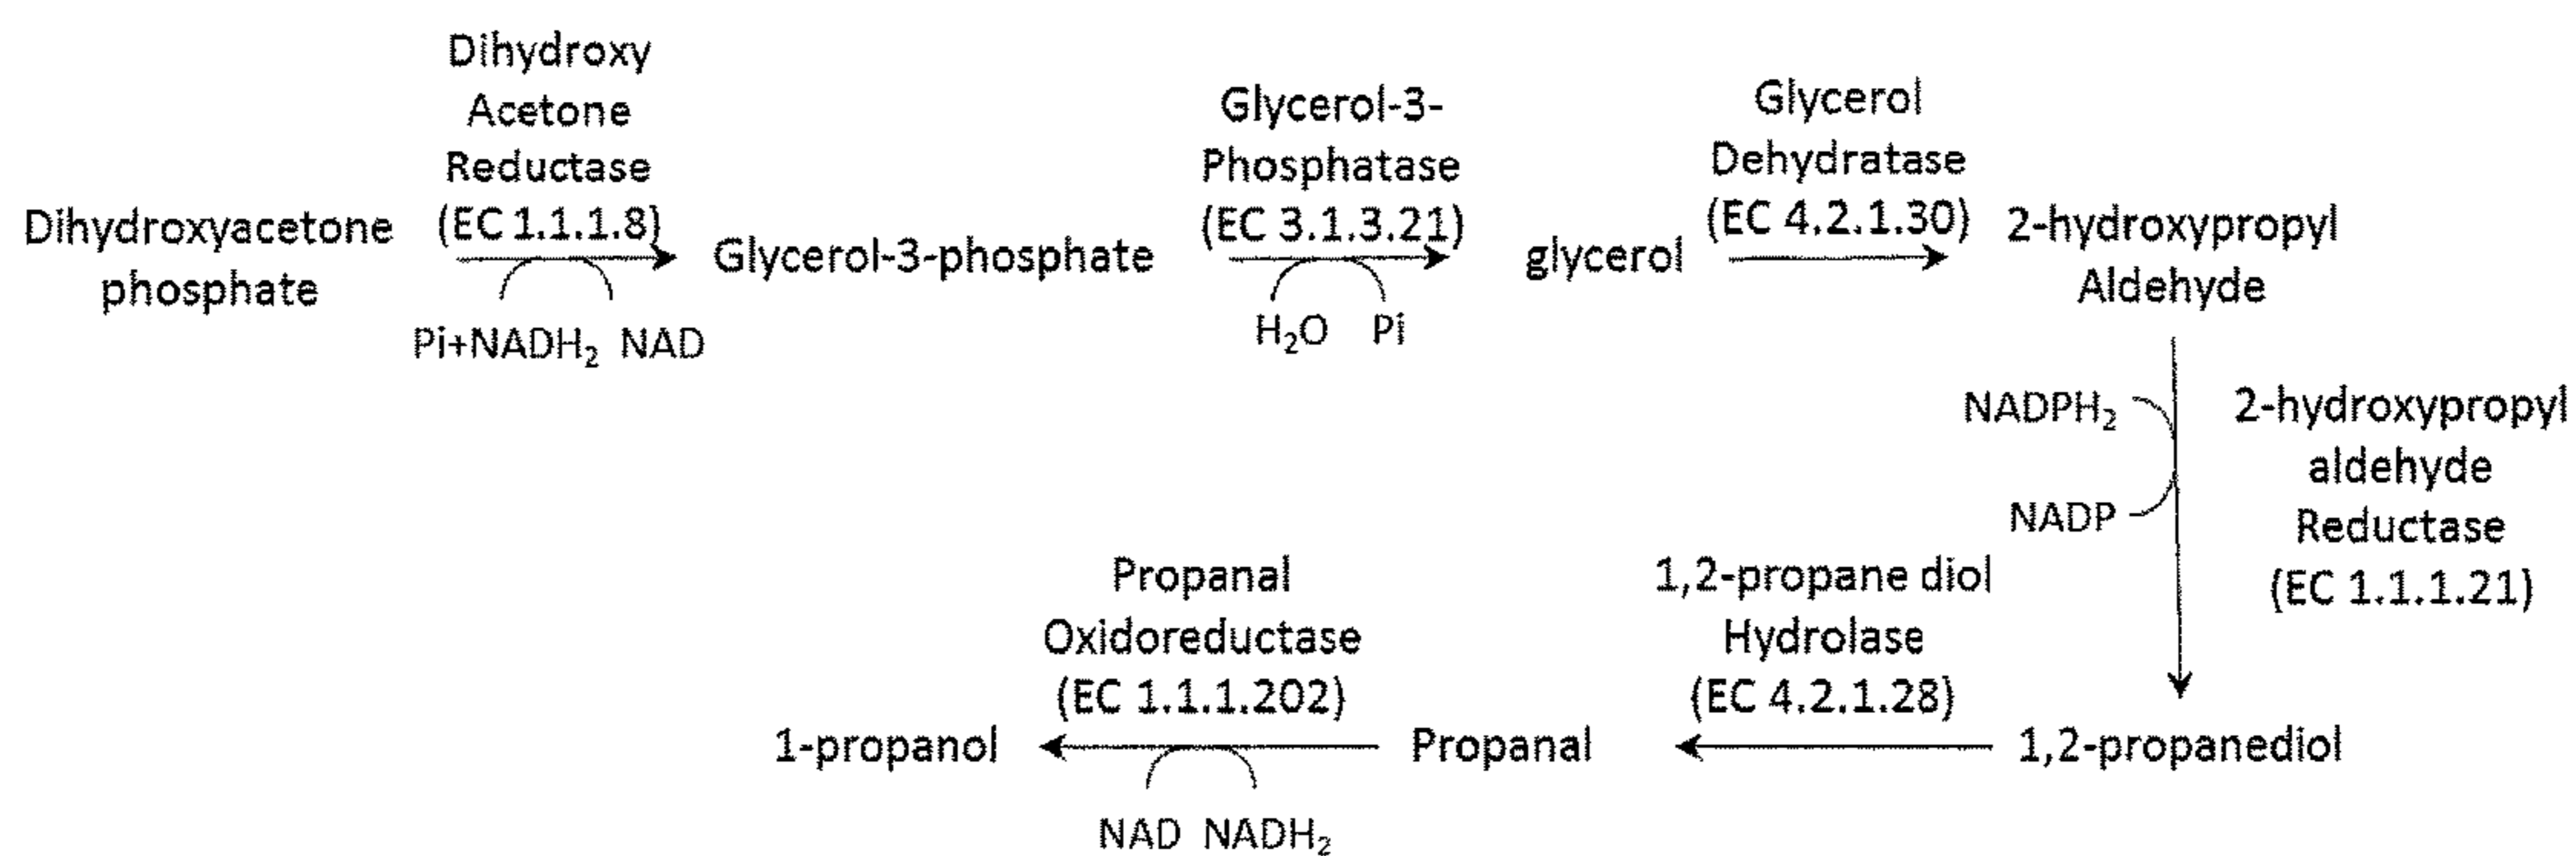 Dihydroxyacetone
phosphate
Dihydroxy
Acetone
Reductase
(EC 1.1.1.8)
Pi+NADH₂ NAD
Glycerol-3-phosphate
Glycerol-3-
Phosphatase
(EC 3.1.3.21)
H₂O Pi
glycerol
Glycerol
Dehydratase
(EC 4.2.1.30)
2-hydroxypropyl
Aldehyde
NADPH₂
NADP
2-hydroxypropyl
aldehyde
Reductase
(EC 1.1.1.21)
1,2-propanediol
1,2-propane diol
Hydrolase
(EC 4.2.1.28)
Propanal
Propanal
Oxidoreductase
(EC 1.1.1.202)
NAD NADH₂
1-propanol